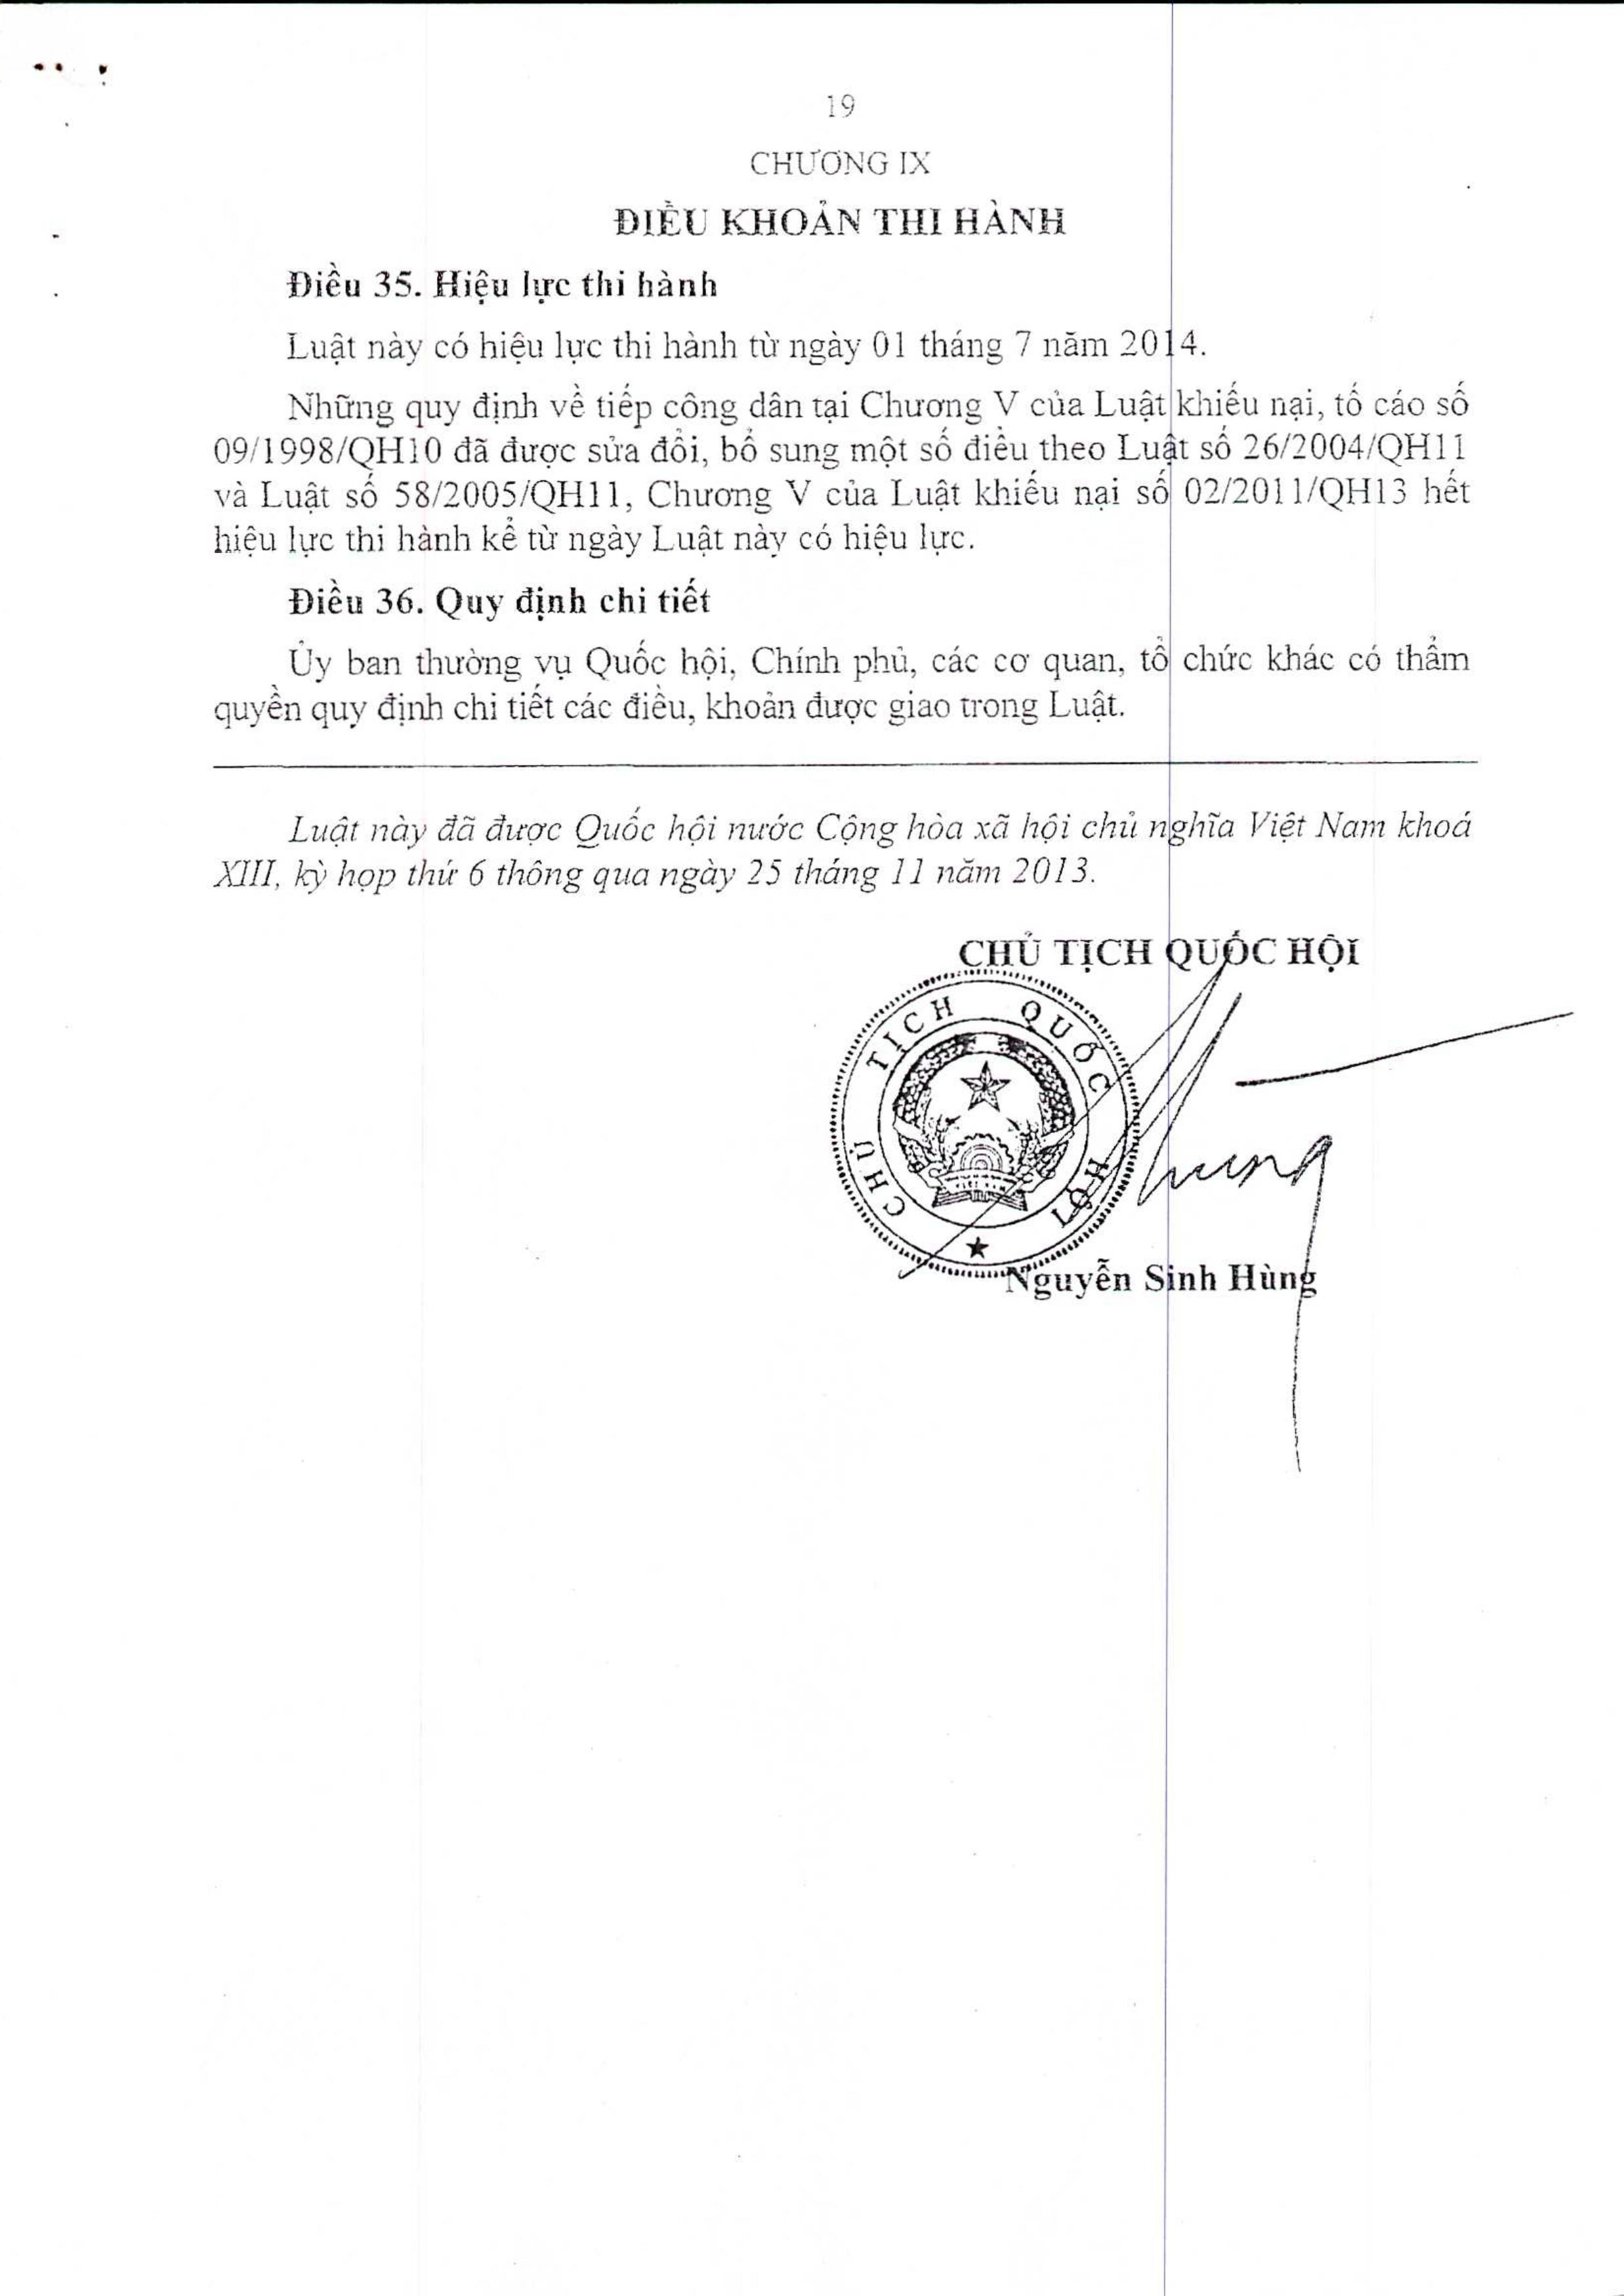 19
CHƯƠNG IX
ĐIỀU KHOẢN THI HÀNH
Điều 35. Hiệu lực thi hành
Luật này có hiệu lực thi hành từ ngày 01 tháng 7 năm 2014.
Những quy định về tiếp công dân tại Chương V của Luật khiếu nại, tố cáo số
09/1998/QH10 đã được sửa đổi, bổ sung một số điều theo Luật số 26/2004/QH11
và Luật số 58/2005/QH11, Chương V của Luật khiếu nại số 02/2011/QH13 hết
hiệu lực thi hành kể từ ngày Luật này có hiệu lực.
Điều 36. Quy định chi tiết
Ủy ban thường vụ Quốc hội, Chính phủ, các cơ quan, tổ chức khác có thẩm
quyền quy định chi tiết các điều, khoản được giao trong Luật.
Luật này đã được Quốc hội nước Cộng hòa xã hội chủ nghĩa Việt Nam khoá
XIII, kỳ họp thứ 6 thông qua ngày 25 tháng 11 năm 2013.
CHỦ TỊCH QUỐC HỘI
CHỦ TỊCH QUỐC HỘI
VIỆT NAM
hung
Nguyễn Sinh Hùng